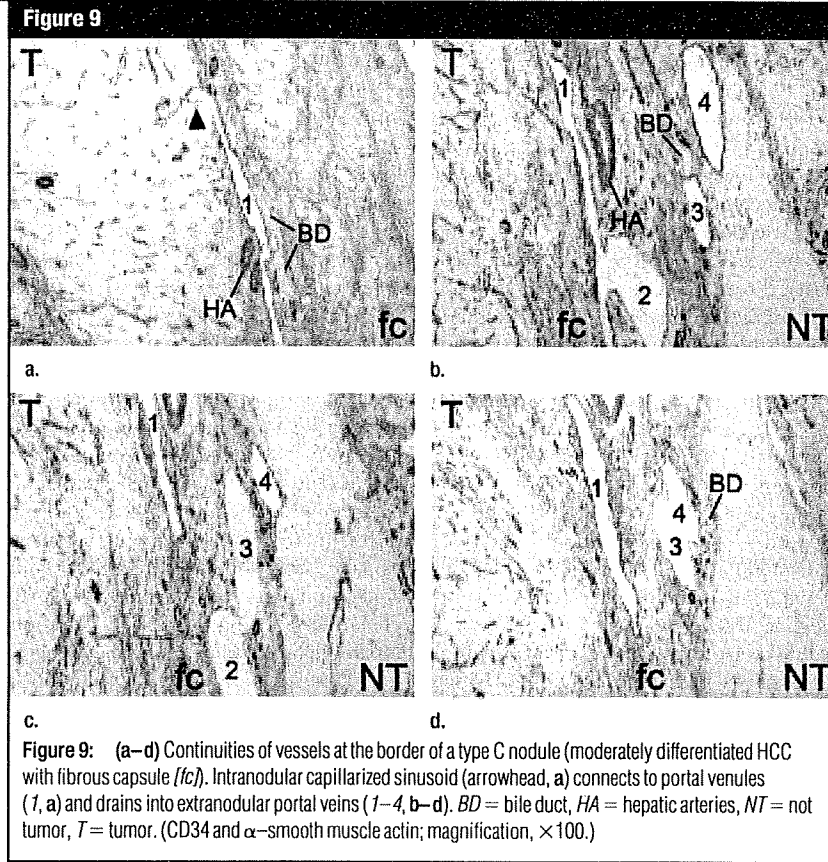 Figure 9
T
1
BD
HA
fc
a.
T
1
4
BD
HA
3
2
fc
NT
b.
T
1
4
3
2
fc
NT
c.
T
1
4
BD
3
fc
NT
d.
Figure 9: (a–d) Continuities of vessels at the border of a type C nodule (moderately differentiated HCC
with fibrous capsule [fc]). Intranodular capillarized sinusoid (arrowhead, a) connects to portal venules
(1, a) and drains into extranodular portal veins (1–4, b–d). BD = bile duct, HA = hepatic arteries, NT = not
tumor, T = tumor. (CD34 and α–smooth muscle actin; magnification, ×100.)